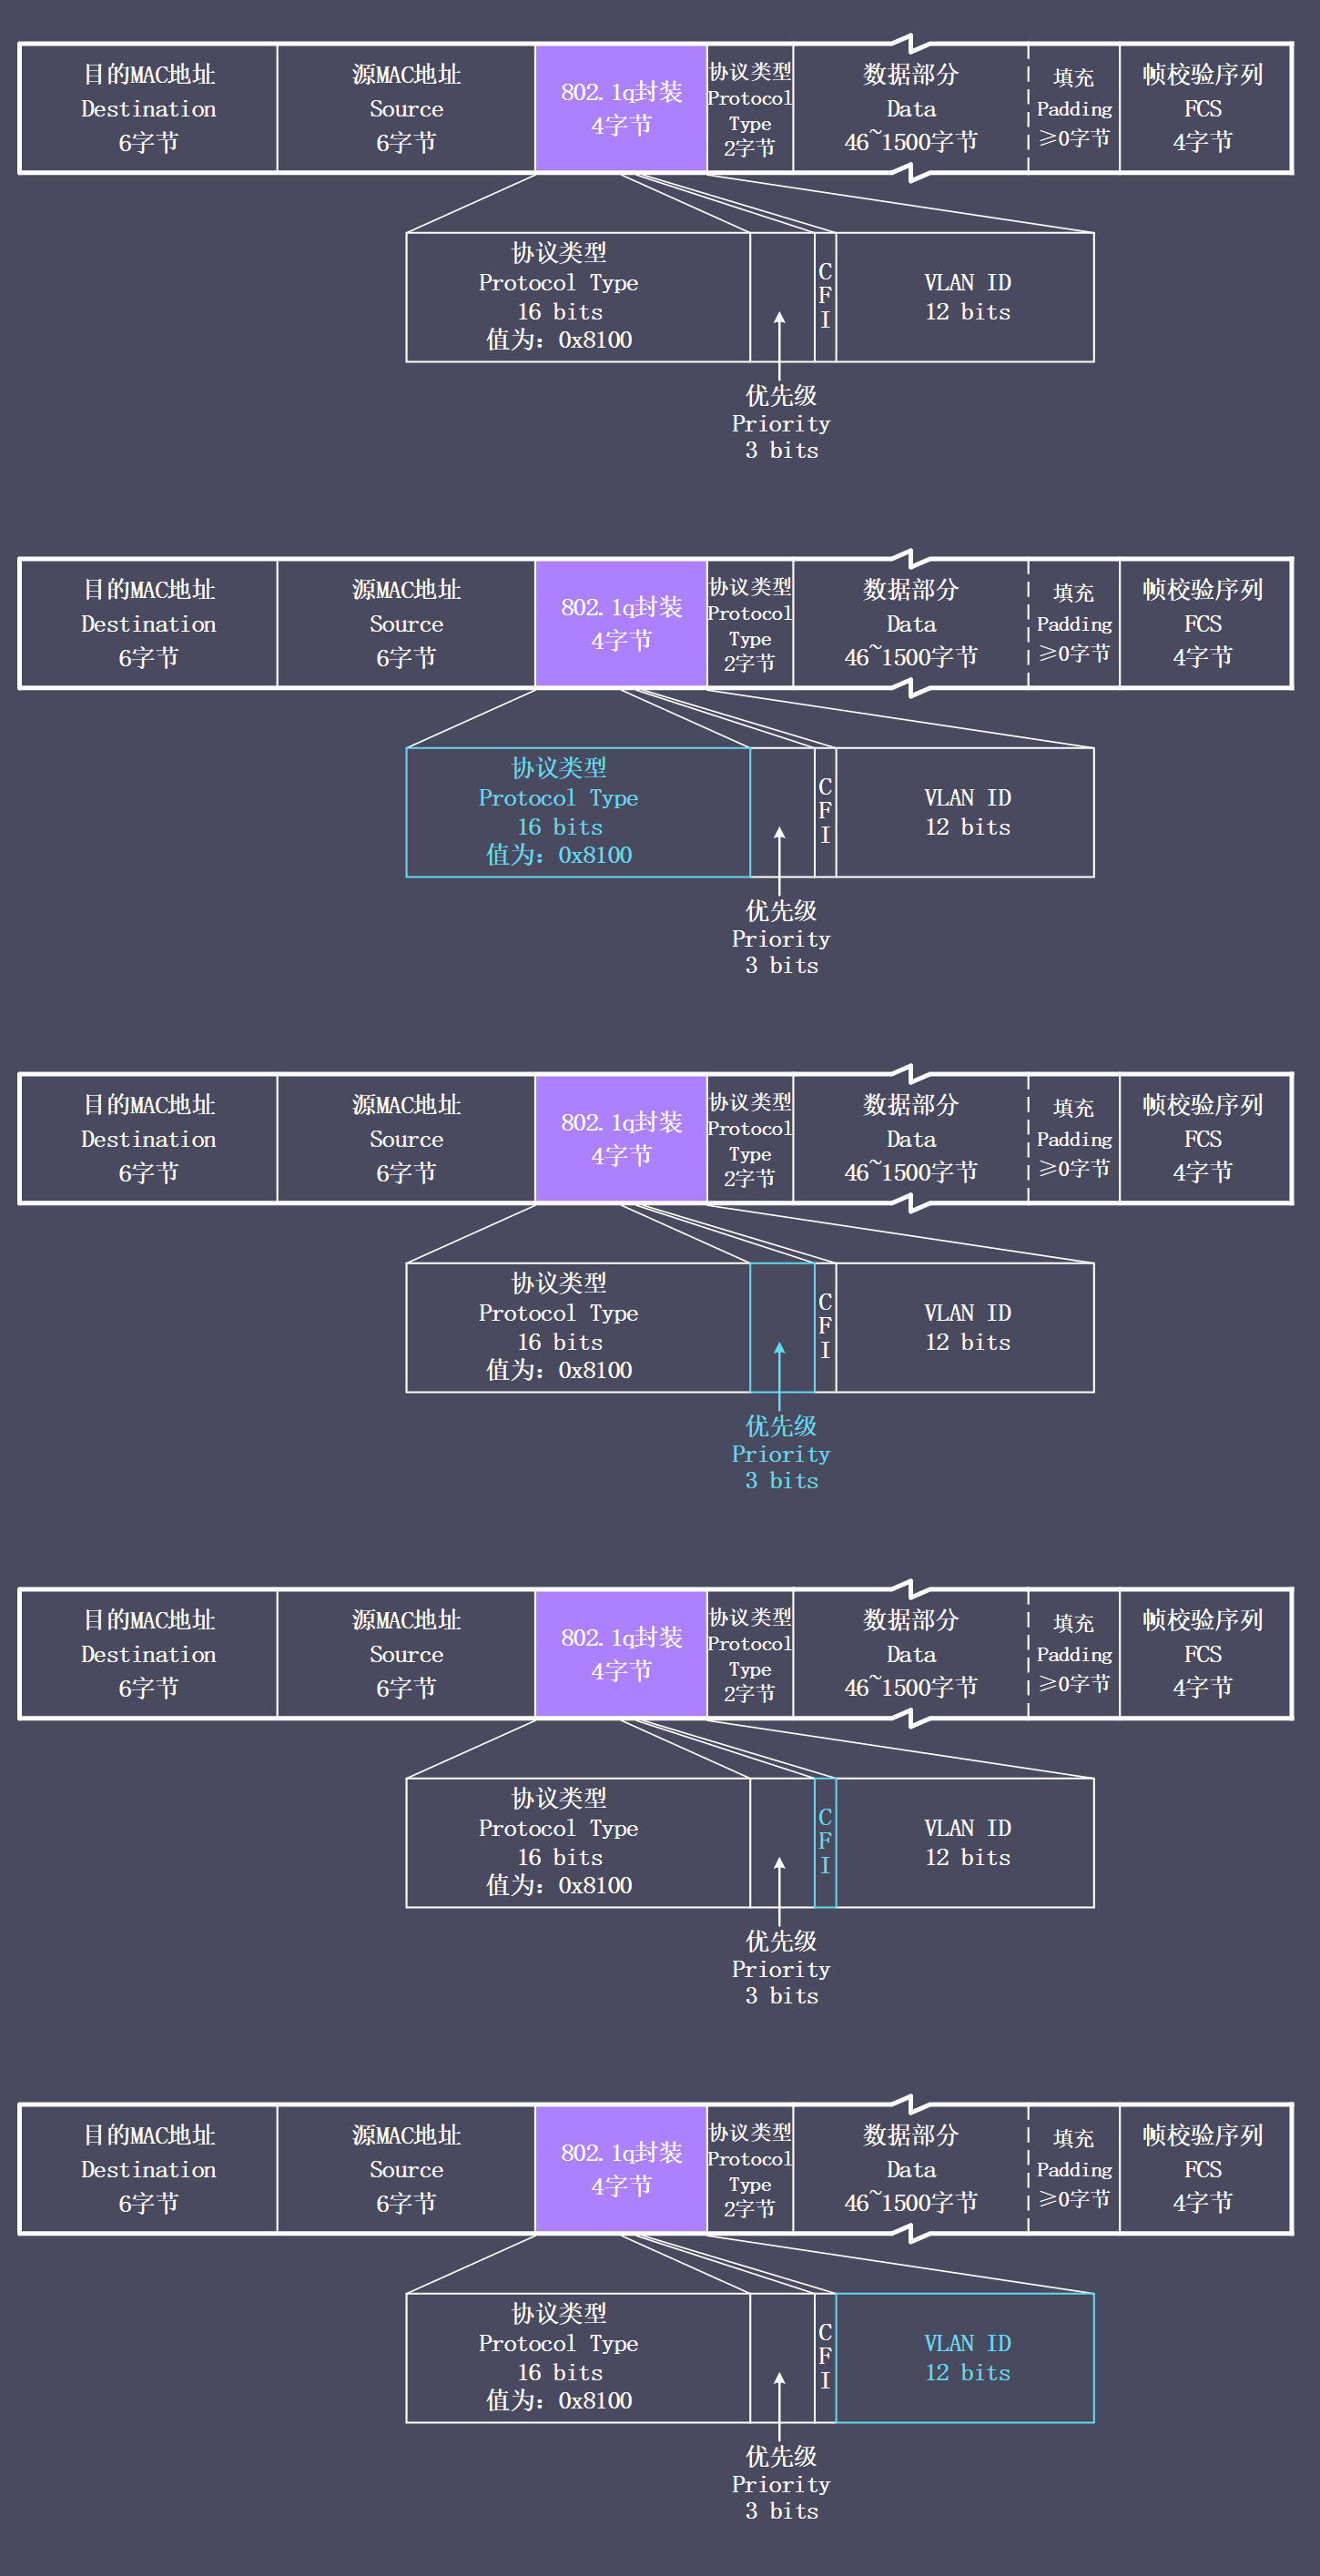 目的MAC地址
Destination
6字节
源MAC地址
Source
6字节
802.1q封装
4字节
协议类型
Protocol
Type
2字节
数据部分
Data
46~1500字节
填充
Padding
≥0字节
帧校验序列
FCS
4字节
协议类型
Protocol Type
16 bits
值为：0x8100
C
F
I
VLAN ID
12 bits
优先级
Priority
3 bits
目的MAC地址
Destination
6字节
源MAC地址
Source
6字节
802.1q封装
4字节
协议类型
Protocol
Type
2字节
数据部分
Data
46~1500字节
填充
Padding
≥0字节
帧校验序列
FCS
4字节
协议类型
Protocol Type
16 bits
值为：0x8100
C
F
I
VLAN ID
12 bits
优先级
Priority
3 bits
目的MAC地址
Destination
6字节
源MAC地址
Source
6字节
802.1q封装
4字节
协议类型
Protocol
Type
2字节
数据部分
Data
46~1500字节
填充
Padding
≥0字节
帧校验序列
FCS
4字节
协议类型
Protocol Type
16 bits
值为：0x8100
C
F
I
VLAN ID
12 bits
优先级
Priority
3 bits
目的MAC地址
Destination
6字节
源MAC地址
Source
6字节
802.1q封装
4字节
协议类型
Protocol
Type
2字节
数据部分
Data
46~1500字节
填充
Padding
≥0字节
帧校验序列
FCS
4字节
协议类型
Protocol Type
16 bits
值为：0x8100
C
F
I
VLAN ID
12 bits
优先级
Priority
3 bits
目的MAC地址
Destination
6字节
源MAC地址
Source
6字节
802.1q封装
4字节
协议类型
Protocol
Type
2字节
数据部分
Data
46~1500字节
填充
Padding
≥0字节
帧校验序列
FCS
4字节
协议类型
Protocol Type
16 bits
值为：0x8100
C
F
I
VLAN ID
12 bits
优先级
Priority
3 bits